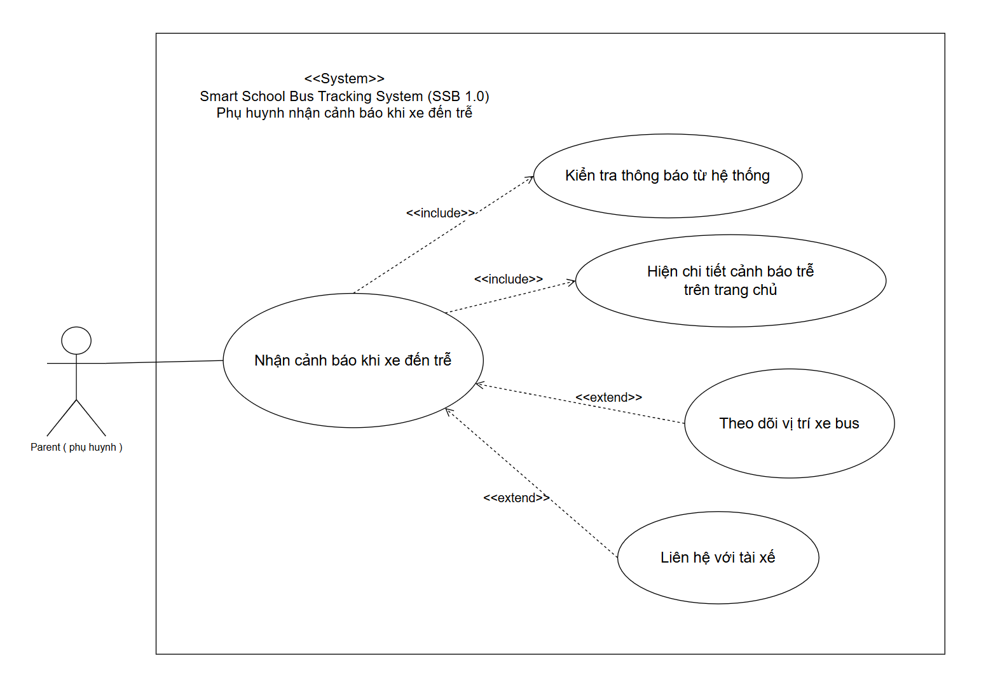 <<System>>
Smart School Bus Tracking System (SSB 1.0)
Phụ huynh nhận cảnh báo khi xe đến trễ
Kiển tra thông báo từ hệ thống
<<include>>
Hiện chi tiết cảnh báo trễ
trên trang chủ
<<include>>
Nhận cảnh báo khi xe đến trễ
<<extend>>
Theo dõi vị trí xe bus
Parent ( phụ huynh )
<<extend>>
Liên hệ với tài xế